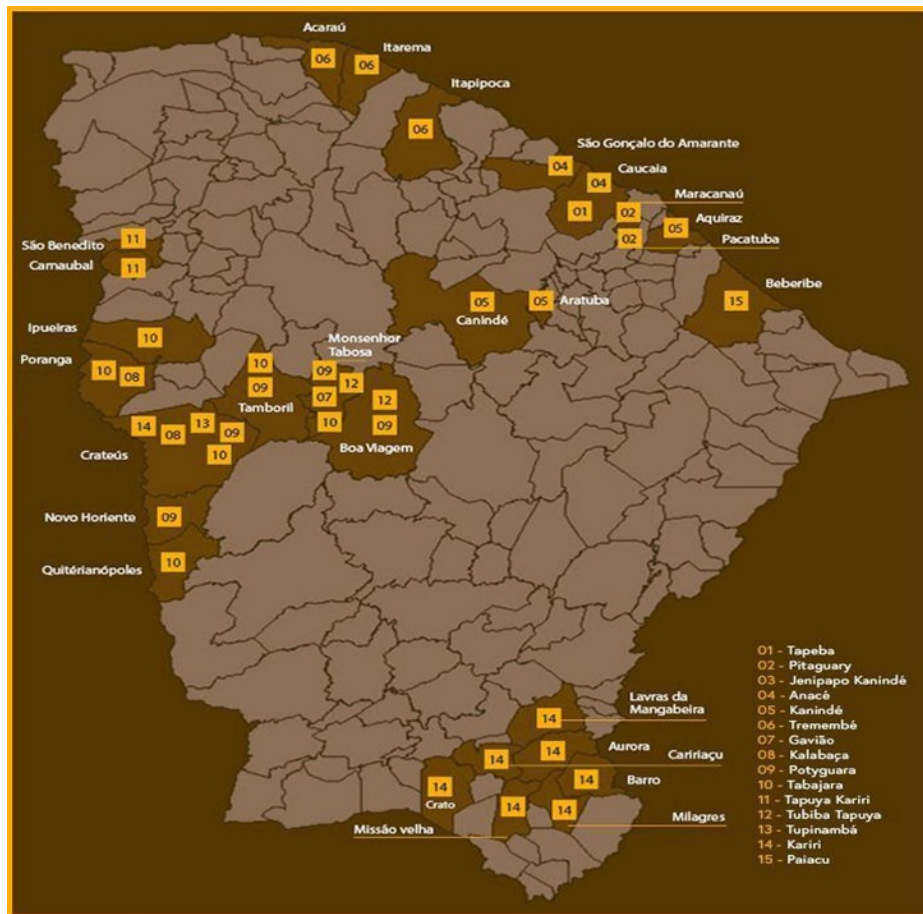 Acaraú
Itarema
06
06
Itapipoca
06
São Gonçalo do Amarante
04
Caucaia
04
Maracanaú
01
02
Aquiraz
05
02
Pacatuba
São Benedito
11
Carnaubal
11
Beberibe
15
05
05
Aratuba
Canindé
Ipueiras
10
Monsenhor
Tabosa
Poranga
10
08
10
09
12
09
07
12
Tamboril
10
09
14
08
13
09
Boa Viagem
Crateús
10
Novo Horiente
09
Quitérianópoles
10
01 - Tapeba
02 - Pitaguary
03 - Jenipapo Kanindé
04 - Anacé
05 - Kanindé
06 - Tremembé
07 - Gavião
08 - Kalabaça
09 - Potyguara
10 - Tabajara
11 - Tapuya Kariri
12 - Tubiba Tapuya
13 - Tupinambá
14 - Kariri
15 - Paiacu
Lavras da
Mangabeira
14
Aurora
14
14
Caririaçu
14
Barro
14
Crato
14
14
Milagres
Missão velha